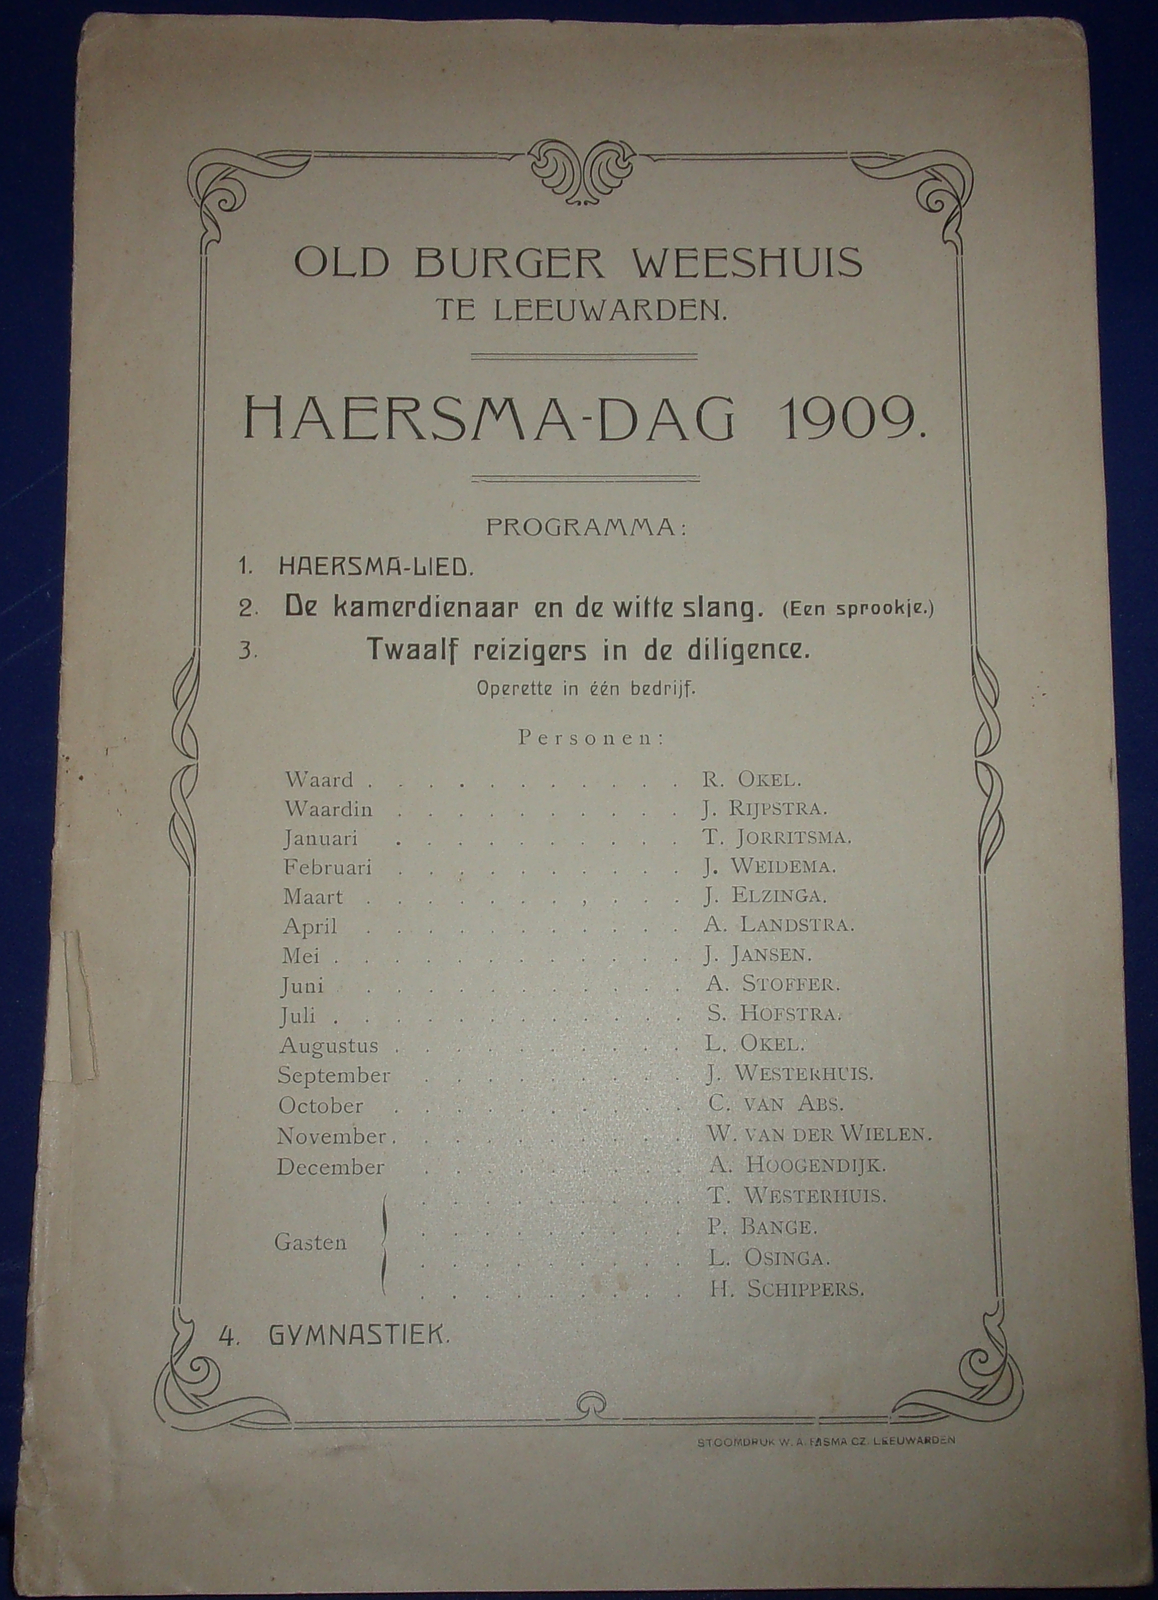 OLD BURGER WEESHUIS
TE LEEUWARDEN.
HAERSMA-DAG 1909.
PROGRAMMA:
1. HAERSMA-LIED.
2. De kamerdienaar en de witte slang. (Een sprookje.)
3. Twaalf reizigers in de diligence.
Operette in één bedrijf.
Personen:
Waard . . . . . . . . . . . R. OKEL.
Waardin . . . . . . . . . . J. RIJPSTRA.
Januari . . . . . . . . . . T. JORRITSMA.
Februari . . . . . . . . . . J. WEIDEMA.
Maart . . . . . . . . . . . J. ELZINGA.
April . . . . . . . . . . . A. LANDSTRA.
Mei . . . . . . . . . . . . J. JANSEN.
Juni . . . . . . . . . . . A. STOFFER.
Juli . . . . . . . . . . . . S. HOFSTRA.
Augustus . . . . . . . . . . L. OKEL.
September . . . . . . . . . J. WESTERHUIS.
October . . . . . . . . . . C. VAN ABS.
November . . . . . . . . . . W. VAN DER WIELEN.
December . . . . . . . . . A. HOOGENDIJK.
Gasten { . . . . . . . . . T. WESTERHUIS.
. . . . . . . . . P. BANGE.
. . . . . . . . . L. OSINGA.
. . . . . . . . . H. SCHIPPERS.
4. GYMNASTIEK.
STOOMDRUK W. A. EISMA CZ. LEEUWARDEN